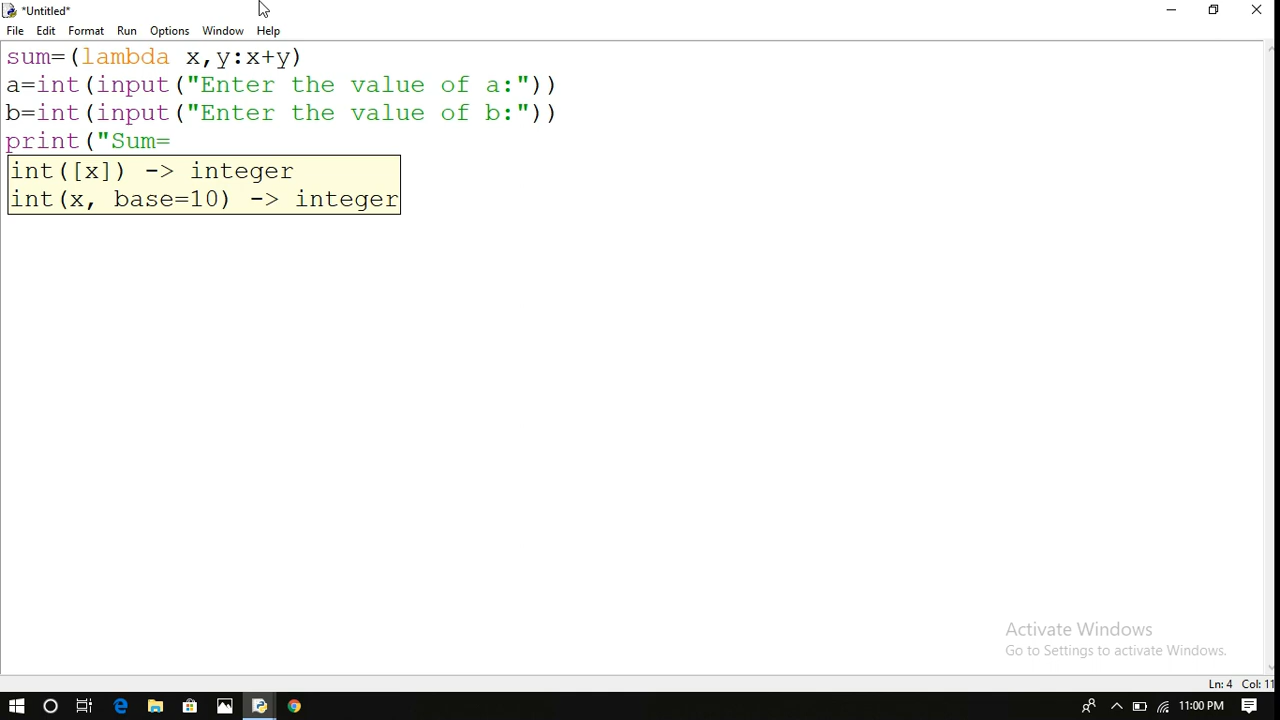 *Untitled*
File Edit Format Run Options Window Help
sum=(lambda x,y:x+y)
a=int(input("Enter the value of a:"))
b=int(input("Enter the value of b:"))
print("Sum=
int([x]) -> integer
int(x, base=10) -> integer
Activate Windows
Go to Settings to activate Windows.
Ln: 4 Col: 11
11:00 PM